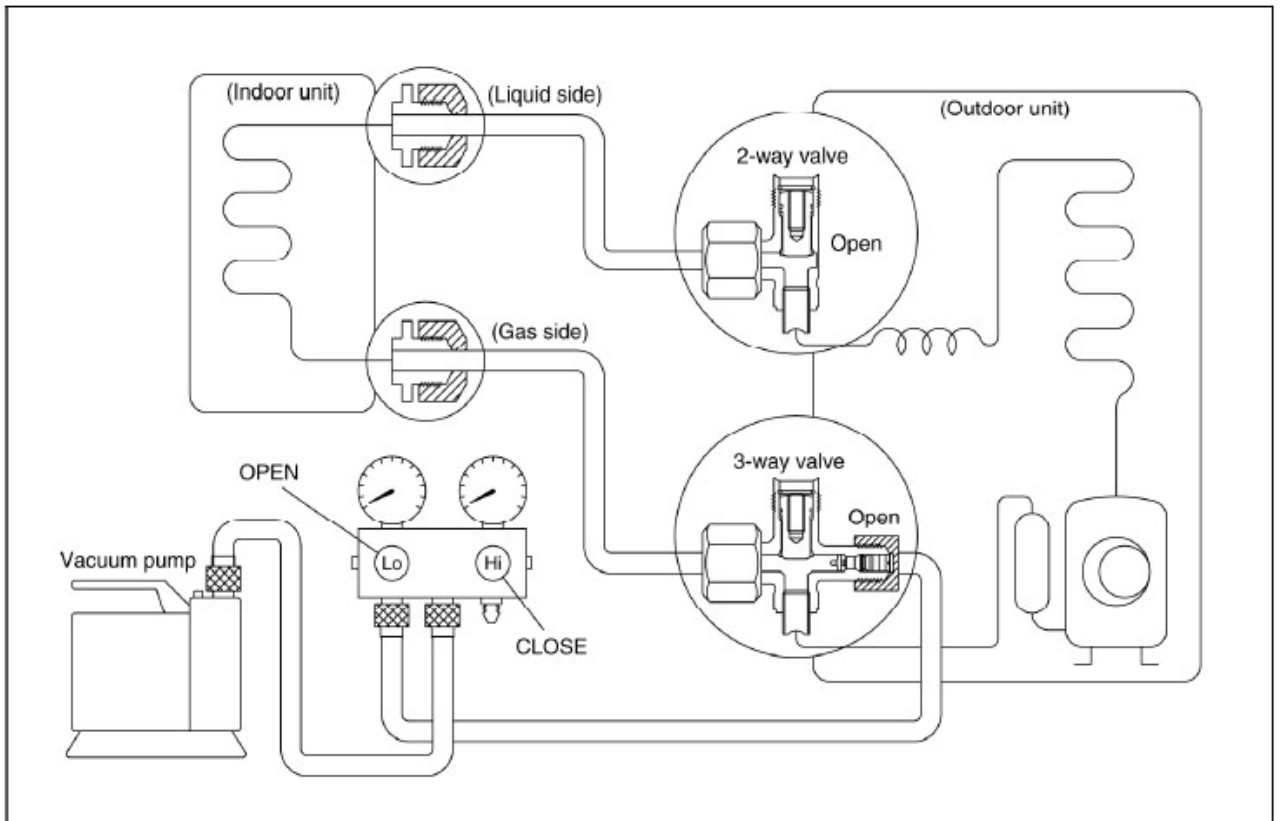 (Indoor unit)
(Liquid side)
(Outdoor unit)
2-way valve
Open
(Gas side)
3-way valve
Open
OPEN
Vacuum pump
Lo
Hi
CLOSE